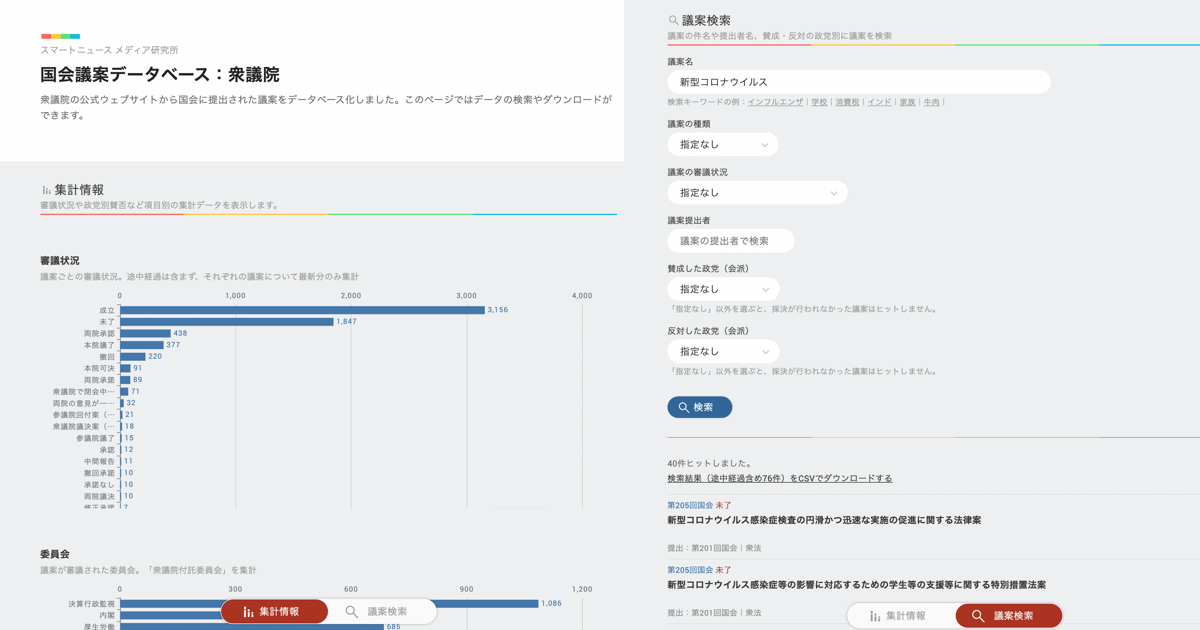 スマートニュース メディア研究所
国会議案データベース：衆議院
衆議院の公式ウェブサイトから国会に提出された議案をデータベース化しました。このページではデータの検索やダウンロードが
できます。
集計情報
審議状況や政党別賛否など項目別の集計データを表示します。
審議状況
議案ごとの審議状況。途中経過は含まず、それぞれの議案について最新分のみ集計
0 1,000 2,000 3,000 4,000
成立 3,156
未了 1,847
両院承認 438
本院議了 377
撤回 220
本院可決 91
両院承諾 89
衆議院で閉会中… 71
両院の意見が一… 32
参議院回付案（… 21
衆議院議決案（… 18
参議院議了 15
承認 12
中間報告 11
撤回承諾 10
承諾なし 10
両院議決 10
修正承諾 7
委員会
議案が審議された委員会。「衆議院付託委員会」を集計
0 300 600 900 1,200
決算行政監視 1,086
内閣
厚生労働 685
集計情報 議案検索
議案検索
議案の件名や提出者名、賛成・反対の政党別に議案を検索
議案名
新型コロナウイルス
検索キーワードの例：インフルエンザ | 学校 | 消費税 | インド | 家族 | 牛肉 |
議案の種類
指定なし
議案の審議状況
指定なし
議案提出者
議案の提出者で検索
賛成した政党（会派）
指定なし
「指定なし」以外を選ぶと、採決が行われなかった議案はヒットしません。
反対した政党（会派）
指定なし
「指定なし」以外を選ぶと、採決が行われなかった議案はヒットしません。
検索
40件ヒットしました。
検索結果（途中経過含め76件）をCSVでダウンロードする
第205回国会 未了
新型コロナウイルス感染症検査の円滑かつ迅速な実施の促進に関する法律案
提出：第201回国会 | 衆法
第205回国会 未了
新型コロナウイルス感染症等の影響に対応するための学生等の支援等に関する特別措置法案
提出：第201回国会 | 衆法
集計情報 議案検索